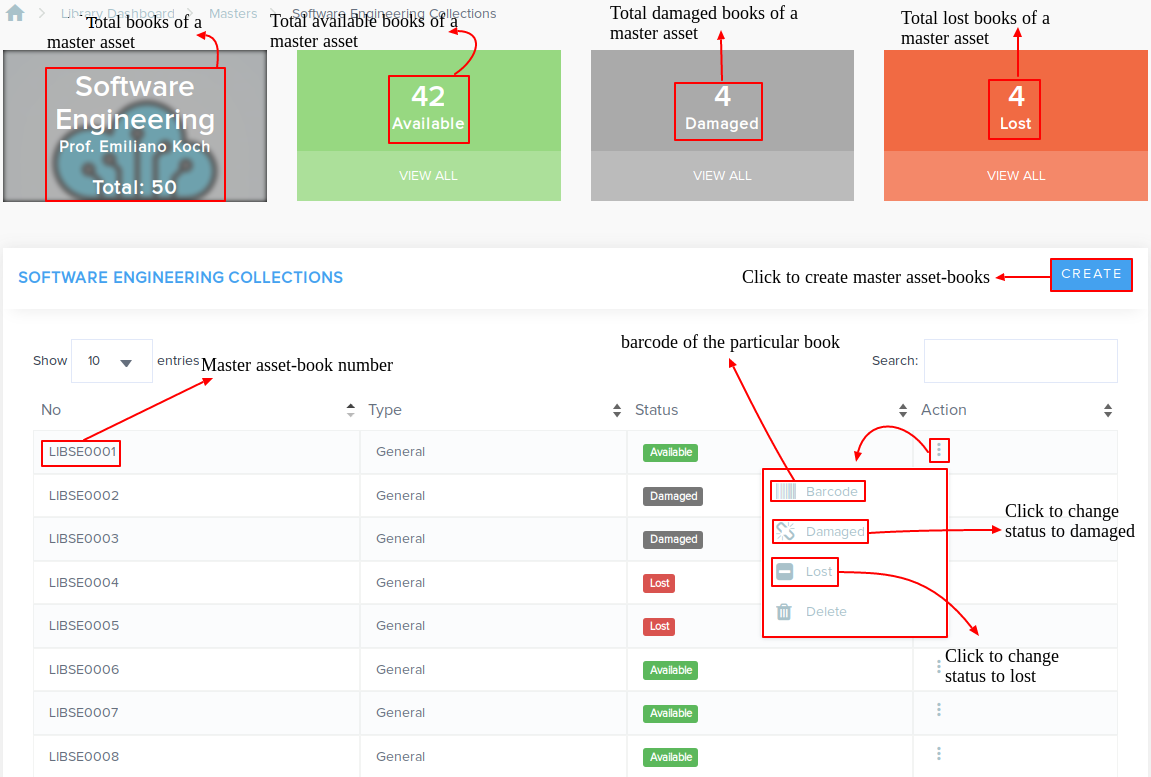 Library Dashboard Masters Software Engineering Collections
Total books of a
master asset
Total available books of a
master asset
Total damaged books of a
master asset
Total lost books of a
master asset
Software
Engineering
Prof. Emiliano Koch
Total: 50
42
Available
VIEW ALL
4
Damaged
VIEW ALL
4
Lost
VIEW ALL
SOFTWARE ENGINEERING COLLECTIONS
Click to create master asset-books
CREATE
Show 10 entries
Master asset-book number
barcode of the particular book
Search:
No Type Status Action
LIBSE0001 General Available
LIBSE0002 General Damaged
LIBSE0003 General Damaged
LIBSE0004 General Lost
LIBSE0005 General Lost
LIBSE0006 General Available
LIBSE0007 General Available
LIBSE0008 General Available
Barcode
Damaged
Lost
Delete
Click to change
status to damaged
Click to change
status to lost